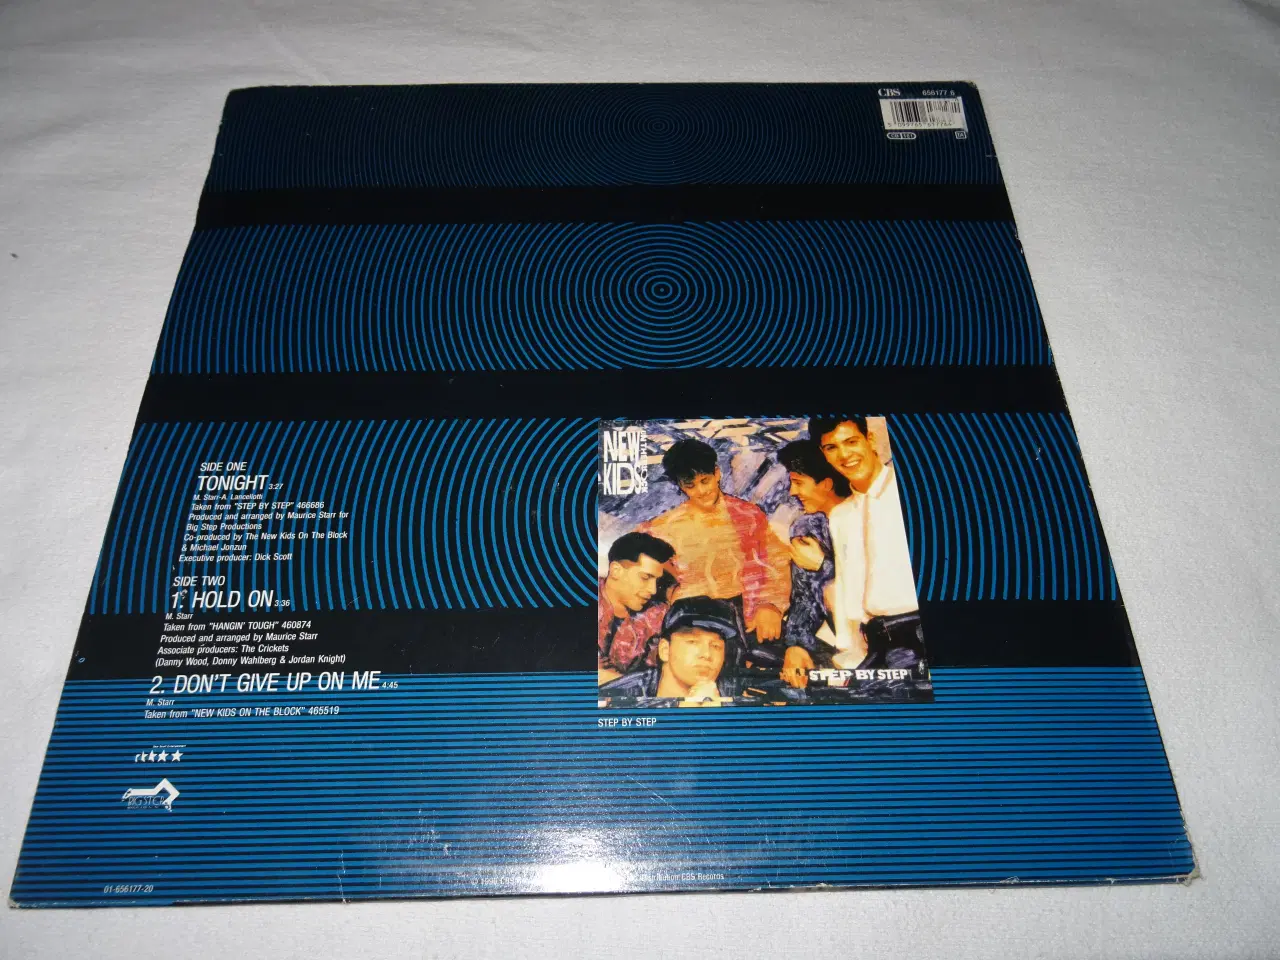 CBS 656177 6
SIDE ONE
TONIGHT 3:27
M. Starr-A. Lancellotti
Taken from "STEP BY STEP" 466686
Produced and arranged by Maurice Starr for
Big Step Productions
Co-produced by The New Kids On The Block
& Michael Jonzun
Executive producer: Dick Scott
SIDE TWO
1. HOLD ON 3:36
M. Starr
Taken from "HANGIN' TOUGH" 460874
Produced and arranged by Maurice Starr
Associate producers: The Crickets
(Danny Wood, Donny Wahlberg & Jordan Knight)
2. DON'T GIVE UP ON ME 4:45
M. Starr
Taken from "NEW KIDS ON THE BLOCK" 465519
NEW
KIDS
STEP BY STEP
STEP BY STEP
BIG STEP
01-656177-20
CBS Records